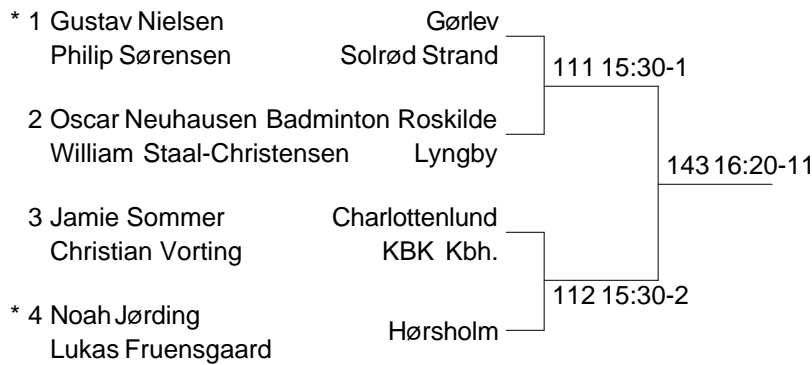 * 1 Gustav Nielsen Gørlev
Philip Sørensen Solrød Strand
111 15:30-1
2 Oscar Neuhausen Badminton Roskilde
William Staal-Christensen Lyngby
143 16:20-11
3 Jamie Sommer Charlottenlund
Christian Vorting KBK Kbh.
112 15:30-2
* 4 Noah Jørding
Hørsholm
Lukas Fruensgaard